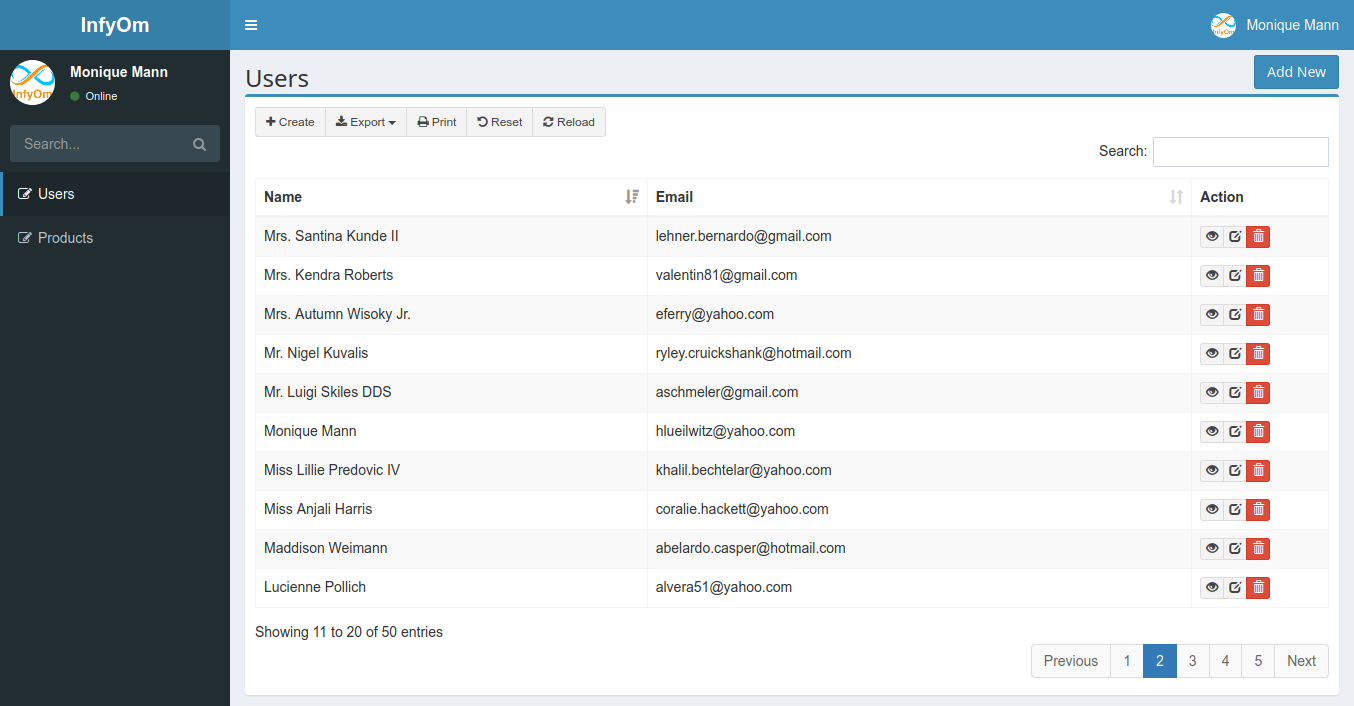 InfyOm
Monique Mann
InfyOm
Monique Mann
Online
Search...
Users
Products
Users
Add New
Create Export Print Reset Reload
Search:
Name Email Action
Mrs. Santina Kunde II lehner.bernardo@gmail.com
Mrs. Kendra Roberts valentin81@gmail.com
Mrs. Autumn Wisoky Jr. eferry@yahoo.com
Mr. Nigel Kuvalis ryley.cruickshank@hotmail.com
Mr. Luigi Skiles DDS aschmeler@gmail.com
Monique Mann hlueilwitz@yahoo.com
Miss Lillie Predovic IV khalil.bechtelar@yahoo.com
Miss Anjali Harris coralie.hackett@yahoo.com
Maddison Weimann abelardo.casper@hotmail.com
Lucienne Pollich alvera51@yahoo.com
Showing 11 to 20 of 50 entries
Previous 1 2 3 4 5 Next